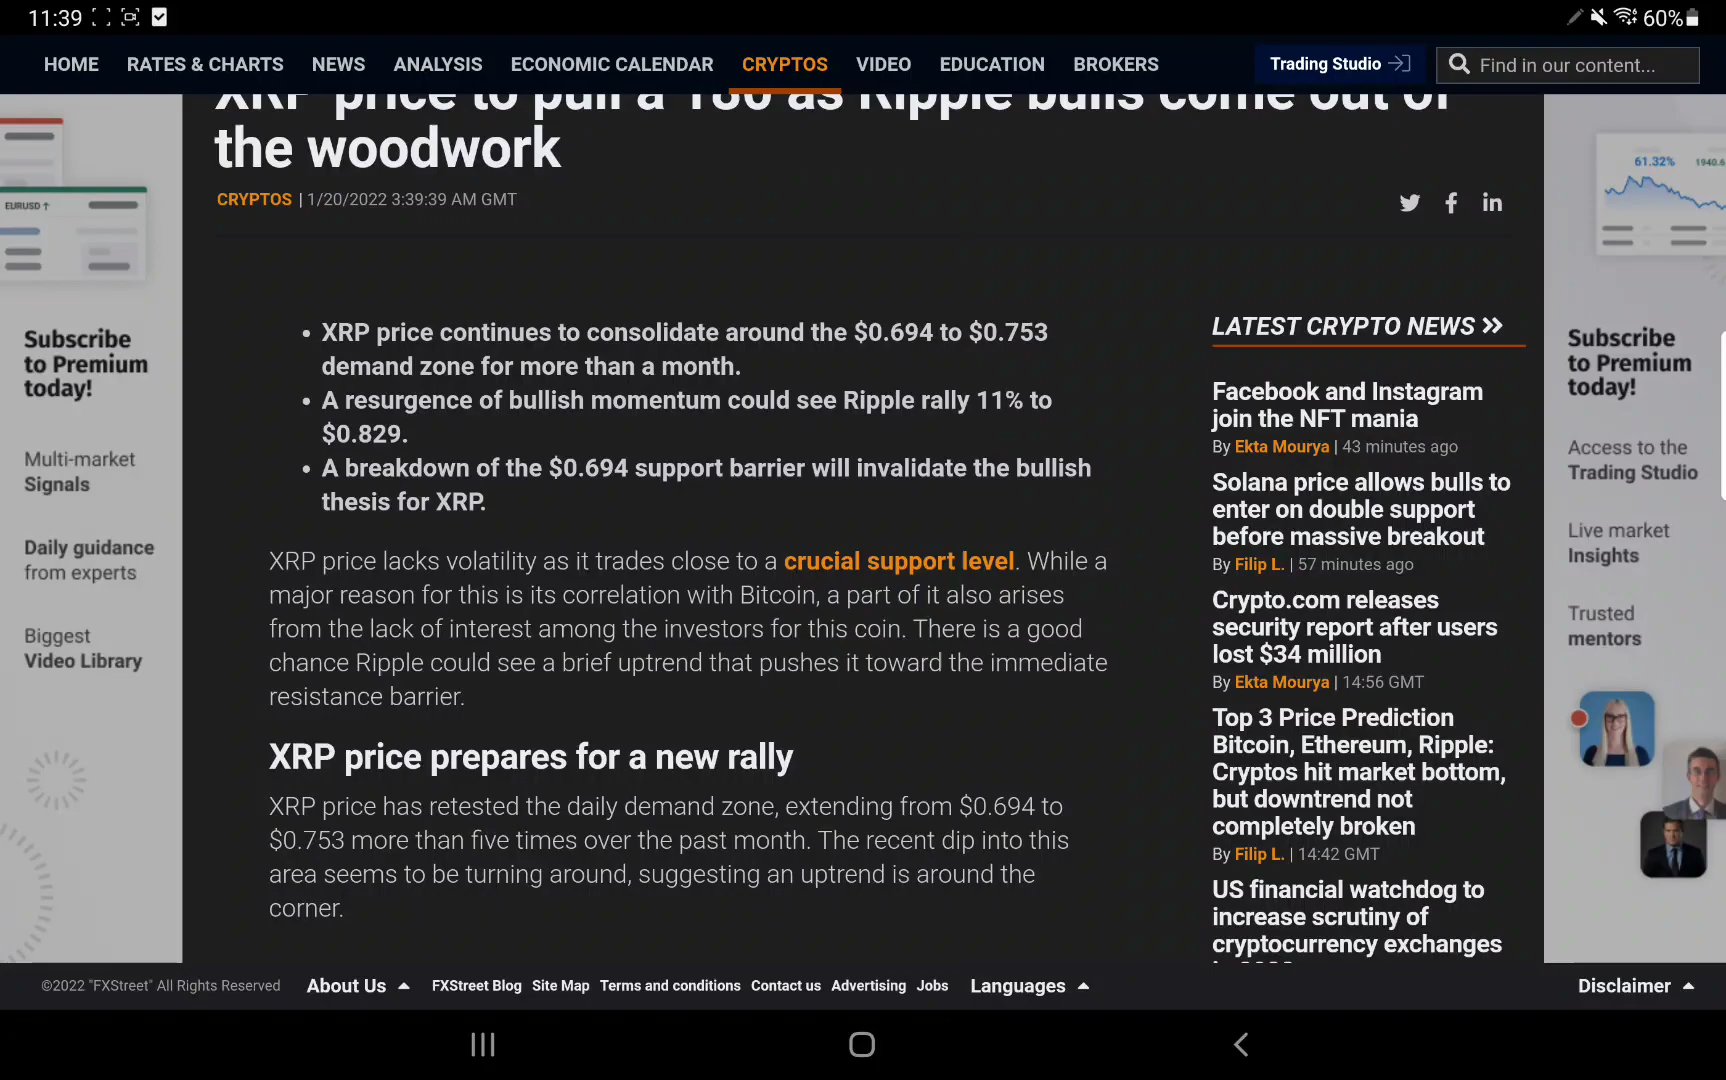 11:39
60%
HOME RATES & CHARTS NEWS ANALYSIS ECONOMIC CALENDAR CRYPTOS VIDEO EDUCATION BROKERS Trading Studio Find in our content...
XRP price to pull a 180 as Ripple bulls come out of
the woodwork
CRYPTOS | 1/20/2022 3:39:39 AM GMT
EURUSD
Subscribe
to Premium
today!
Multi-market
Signals
Daily guidance
from experts
Biggest
Video Library
• XRP price continues to consolidate around the $0.694 to $0.753
demand zone for more than a month.
• A resurgence of bullish momentum could see Ripple rally 11% to
$0.829.
• A breakdown of the $0.694 support barrier will invalidate the bullish
thesis for XRP.
XRP price lacks volatility as it trades close to a crucial support level. While a
major reason for this is its correlation with Bitcoin, a part of it also arises
from the lack of interest among the investors for this coin. There is a good
chance Ripple could see a brief uptrend that pushes it toward the immediate
resistance barrier.
XRP price prepares for a new rally
XRP price has retested the daily demand zone, extending from $0.694 to
$0.753 more than five times over the past month. The recent dip into this
area seems to be turning around, suggesting an uptrend is around the
corner.
LATEST CRYPTO NEWS
Facebook and Instagram
join the NFT mania
By Ekta Mourya | 43 minutes ago
Solana price allows bulls to
enter on double support
before massive breakout
By Filip L. | 57 minutes ago
Crypto.com releases
security report after users
lost $34 million
By Ekta Mourya | 14:56 GMT
Top 3 Price Prediction
Bitcoin, Ethereum, Ripple:
Cryptos hit market bottom,
but downtrend not
completely broken
By Filip L. | 14:42 GMT
US financial watchdog to
increase scrutiny of
cryptocurrency exchanges
61.32% 1940.6
Subscribe
to Premium
today!
Access to the
Trading Studio
Live market
Insights
Trusted
mentors
©2022 "FXStreet" All Rights Reserved About Us FXStreet Blog Site Map Terms and conditions Contact us Advertising Jobs Languages Disclaimer